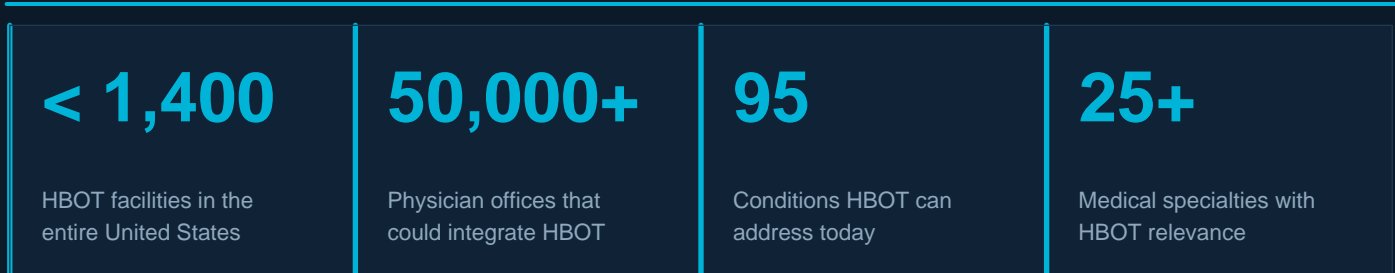 < 1,400
HBOT facilities in the
entire United States
50,000+
Physician offices that
could integrate HBOT
95
Conditions HBOT can
address today
25+
Medical specialties with
HBOT relevance